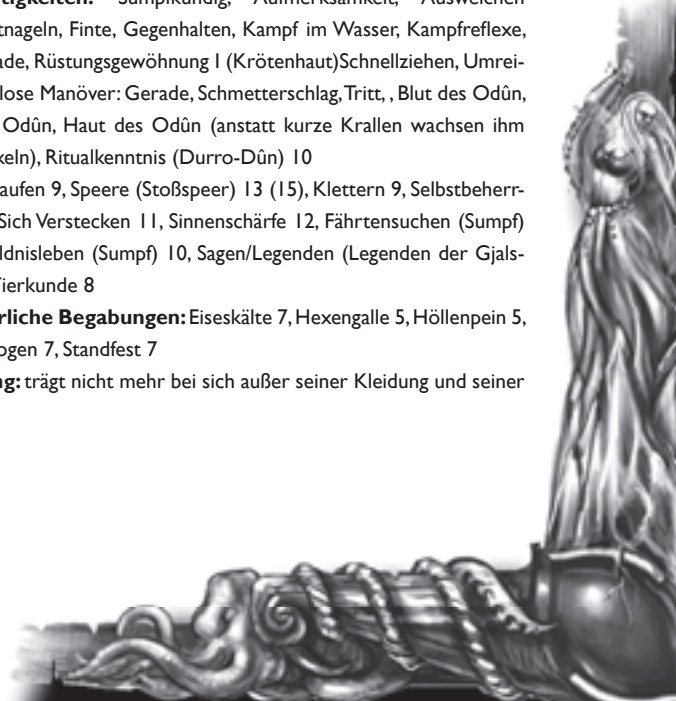 tigkeiten: Sumpfkundig, Aufmerksamkeit, Ausweichen
tnageln, Finte, Gegenhalten, Kampf im Wasser, Kampfreflexe,
ade, Rüstungsgewöhnung I (Krötenhaut)Schnellziehen, Umrei-
lose Manöver: Gerade, Schmetterschlag,Tritt, , Blut des Odûn,
Odûn, Haut des Odûn (anstatt kurze Krallen wachsen ihm
keln), Ritualkenntnis (Durro-Dûn) 10
aufen 9, Speere (Stoßspeer) 13 (15), Klettern 9, Selbstbeherr-
Sich Verstecken 11, Sinnenschärfe 12, Fährtensuchen (Sumpf)
ldnisleben (Sumpf) 10, Sagen/Legenden (Legenden der Gjals-
ierkunde 8
rliche Begabungen: Eiseskälte 7, Hexengalle 5, Höllenpein 5,
ogen 7, Standfest 7
ng: trägt nicht mehr bei sich außer seiner Kleidung und seiner